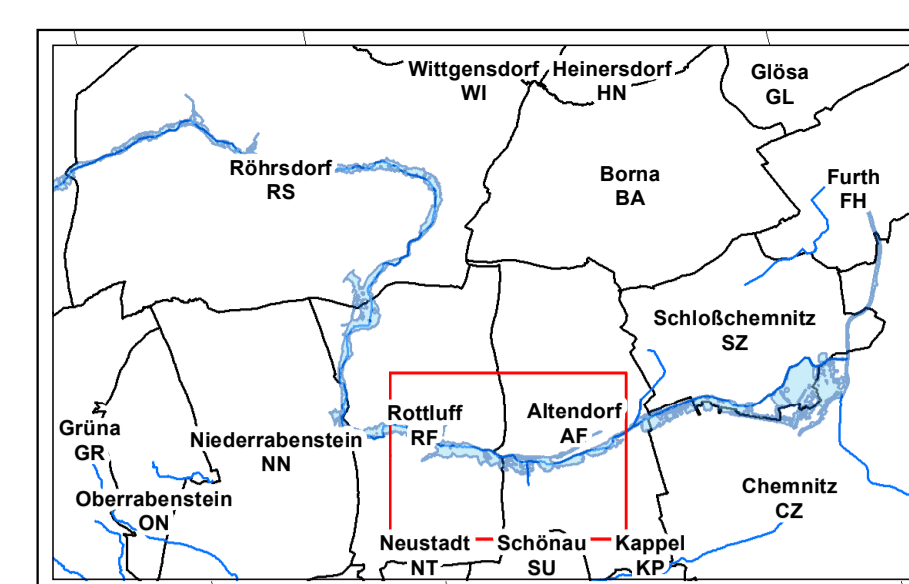 Wittgensdorf
WI
Heinersdorf
HN
Glösa
GL
Röhrsdorf
RS
Borna
BA
Furth
FH
Schloßchemnitz
SZ
Rottluff
RF
Altendorf
AF
Grüna
GR
Niederrabenstein
NN
Oberrabenstein
ON
Chemnitz
CZ
Neustadt
NT
Schönau
SU
Kappel
KP